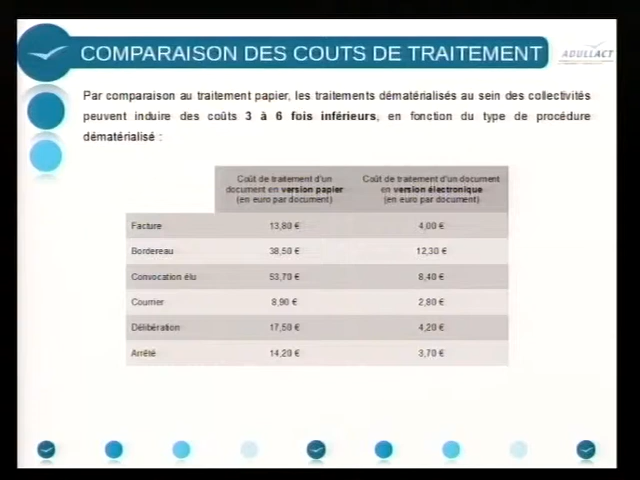 COMPARAISON DES COUTS DE TRAITEMENT
ADULLACT
Par comparaison au traitement papier, les traitements dématérialisés au sein des collectivités
peuvent induire des coûts 3 à 6 fois inférieurs, en fonction du type de procédure
dématérialisé :
Coût de traitement d'un document en version papier (en euro par document)
Coût de traitement d'un document en version électronique (en euro par document)
Facture 13,80 € 4,00 €
Bordereau 38,50 € 12,30 €
Convocation élu 53,70 € 8,40 €
Courrier 8,90 € 2,80 €
Délibération 17,50 € 4,20 €
Arrêté 14,20 € 3,70 €